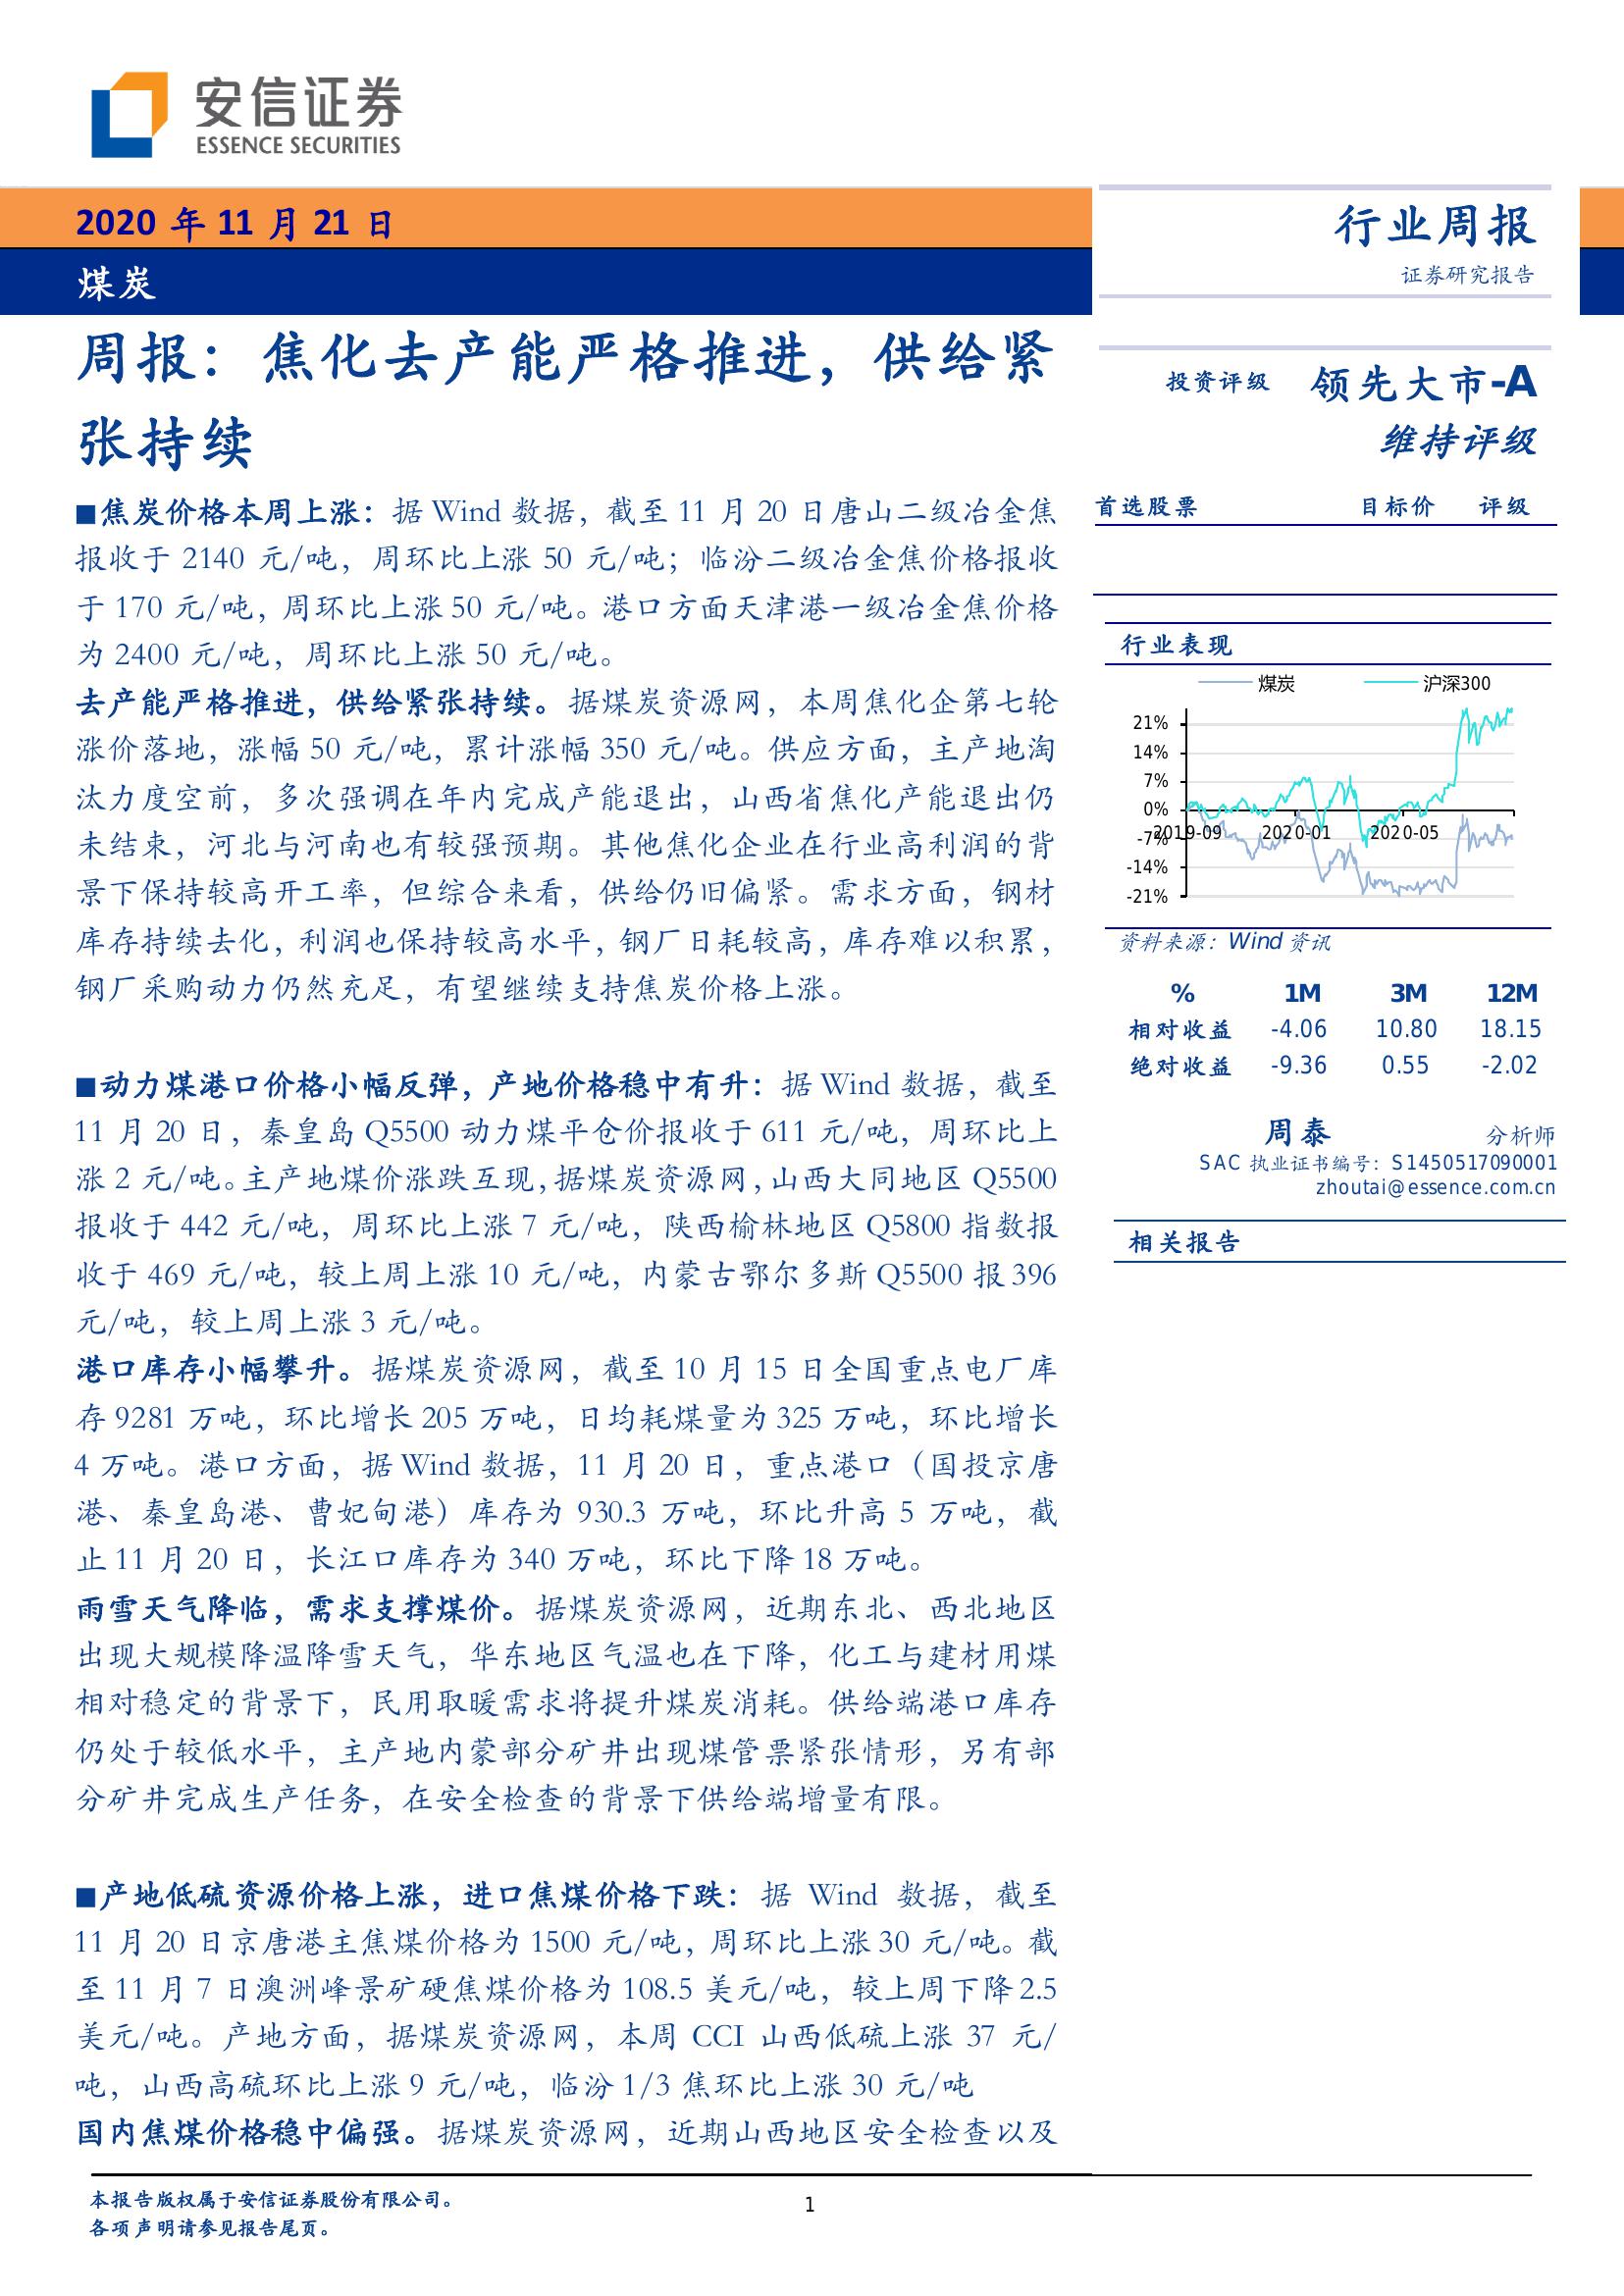 安信证券
ESSENCE SECURITIES
2020 年 11 月 21 日
煤炭
行业周报
证券研究报告
周报：焦化去产能严格推进，供给紧
张持续
■焦炭价格本周上涨：据 Wind 数据，截至 11 月 20 日唐山二级冶金焦
报收于 2140 元/吨，周环比上涨 50 元/吨；临汾二级冶金焦价格报收
于 170 元/吨，周环比上涨 50 元/吨。港口方面天津港一级冶金焦价格
为 2400 元/吨，周环比上涨 50 元/吨。
去产能严格推进，供给紧张持续。据煤炭资源网，本周焦化企第七轮
涨价落地，涨幅 50 元/吨，累计涨幅 350 元/吨。供应方面，主产地淘
汰力度空前，多次强调在年内完成产能退出，山西省焦化产能退出仍
未结束，河北与河南也有较强预期。其他焦化企业在行业高利润的背
景下保持较高开工率，但综合来看，供给仍旧偏紧。需求方面，钢材
库存持续去化，利润也保持较高水平，钢厂日耗较高，库存难以积累，
钢厂采购动力仍然充足，有望继续支持焦炭价格上涨。
■动力煤港口价格小幅反弹，产地价格稳中有升：据 Wind 数据，截至
11 月 20 日，秦皇岛 Q5500 动力煤平仓价报收于 611 元/吨，周环比上
涨 2 元/吨。主产地煤价涨跌互现，据煤炭资源网，山西大同地区 Q5500
报收于 442 元/吨，周环比上涨 7 元/吨，陕西榆林地区 Q5800 指数报
收于 469 元/吨，较上周上涨 10 元/吨，内蒙古鄂尔多斯 Q5500 报 396
元/吨，较上周上涨 3 元/吨。
港口库存小幅攀升。据煤炭资源网，截至 10 月 15 日全国重点电厂库
存 9281 万吨，环比增长 205 万吨，日均耗煤量为 325 万吨，环比增长
4 万吨。港口方面，据 Wind 数据，11 月 20 日，重点港口（国投京唐
港、秦皇岛港、曹妃甸港）库存为 930.3 万吨，环比升高 5 万吨，截
止 11 月 20 日，长江口库存为 340 万吨，环比下降 18 万吨。
雨雪天气降临，需求支撑煤价。据煤炭资源网，近期东北、西北地区
出现大规模降温降雪天气，华东地区气温也在下降，化工与建材用煤
相对稳定的背景下，民用取暖需求将提升煤炭消耗。供给端港口库存
仍处于较低水平，主产地内蒙部分矿井出现煤管票紧张情形，另有部
分矿井完成生产任务，在安全检查的背景下供给端增量有限。
■产地低硫资源价格上涨，进口焦煤价格下跌：据 Wind 数据，截至
11 月 20 日京唐港主焦煤价格为 1500 元/吨，周环比上涨 30 元/吨。截
至 11 月 7 日澳洲峰景矿硬焦煤价格为 108.5 美元/吨，较上周下降 2.5
美元/吨。产地方面，据煤炭资源网，本周 CCI 山西低硫上涨 37 元/
吨，山西高硫环比上涨 9 元/吨，临汾 1/3 焦环比上涨 30 元/吨
国内焦煤价格稳中偏强。据煤炭资源网，近期山西地区安全检查以及
投资评级 领先大市-A
维持评级
首选股票 目标价 评级
行业表现
煤炭 沪深300
21%
14%
7%
0%
-7%
-14%
-21%
2019-09 2020-01 2020-05
资料来源：Wind 资讯
% 1M 3M 12M
相对收益 -4.06 10.80 18.15
绝对收益 -9.36 0.55 -2.02
周泰 分析师
SAC 执业证书编号：S1450517090001
zhoutai@essence.com.cn
相关报告
本报告版权属于安信证券股份有限公司。
各项声明请参见报告尾页。
1